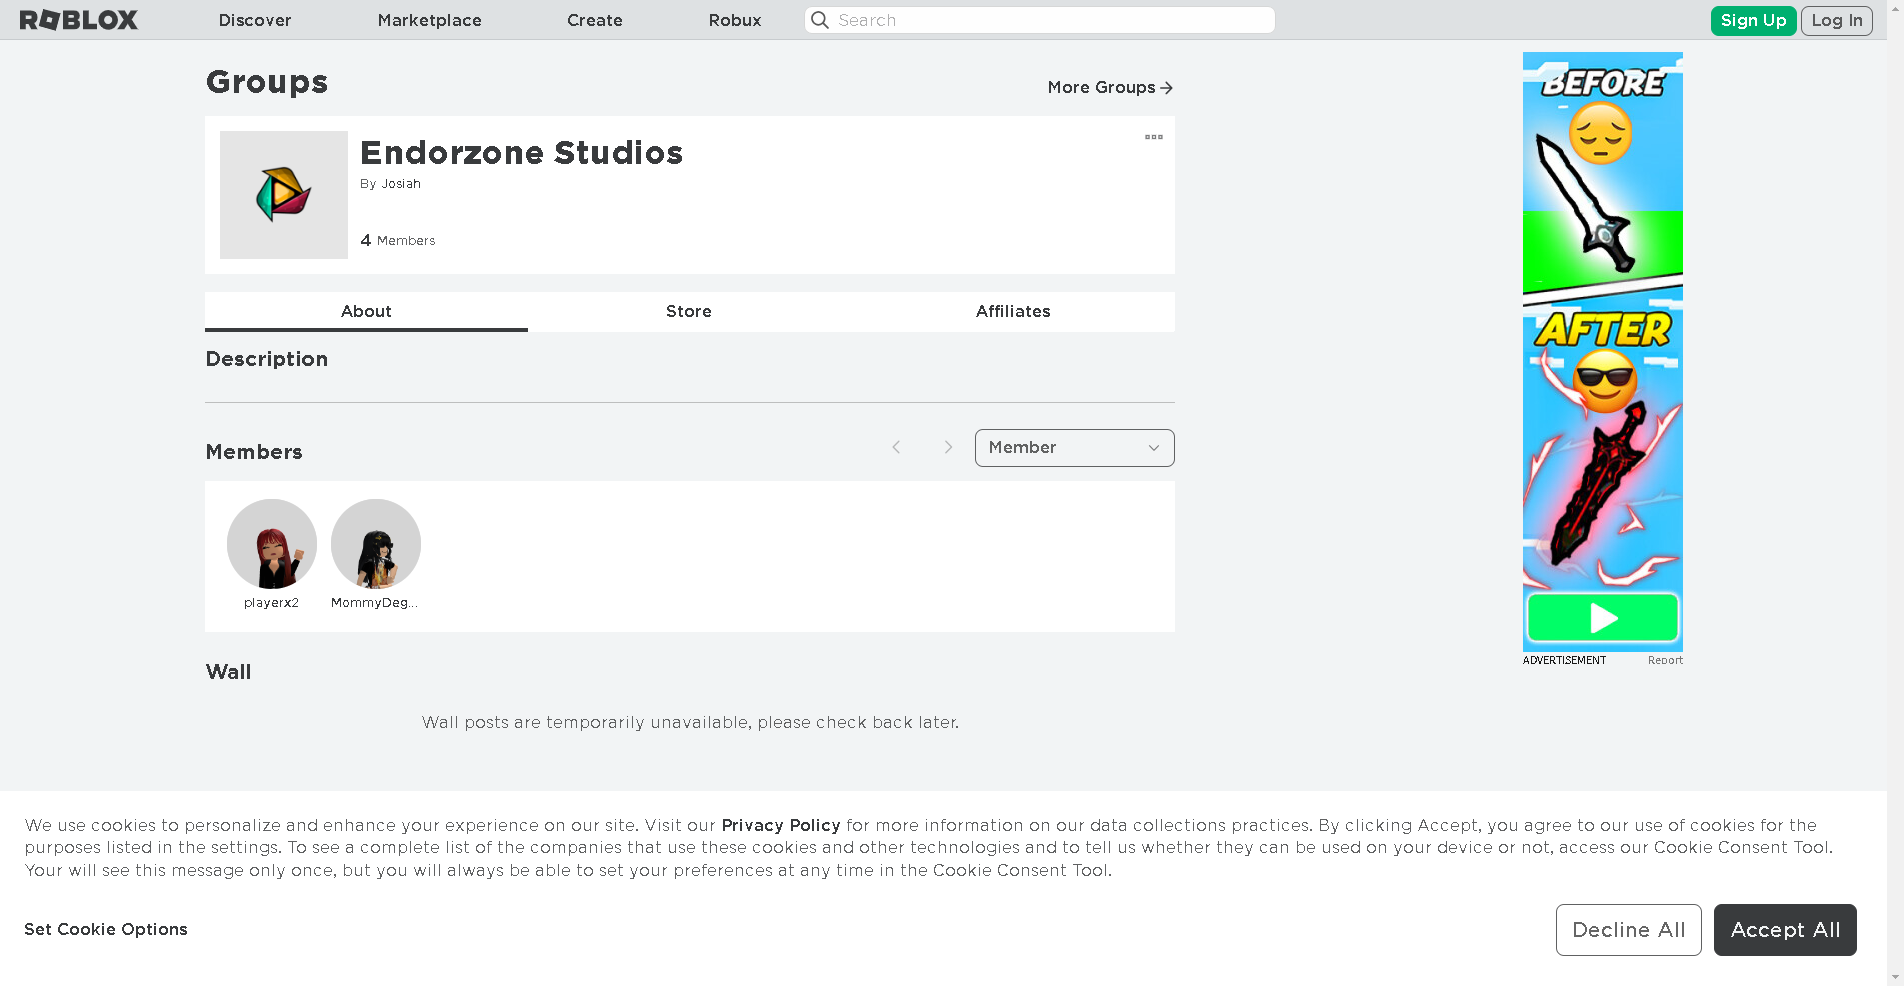 ROBLOX
Discover
Marketplace
Create
Robux
Search
Sign Up
Log In
Groups
More Groups
Endorzone Studios
By Josiah
4 Members
About
Store
Affiliates
Description
Members
Member
playerx2
MommyDeg...
Wall
Wall posts are temporarily unavailable, please check back later.
BEFORE
AFTER
ADVERTISEMENT
Report
We use cookies to personalize and enhance your experience on our site. Visit our Privacy Policy for more information on our data collections practices. By clicking Accept, you agree to our use of cookies for the
purposes listed in the settings. To see a complete list of the companies that use these cookies and other technologies and to tell us whether they can be used on your device or not, access our Cookie Consent Tool.
Your will see this message only once, but you will always be able to set your preferences at any time in the Cookie Consent Tool.
Set Cookie Options
Decline All
Accept All